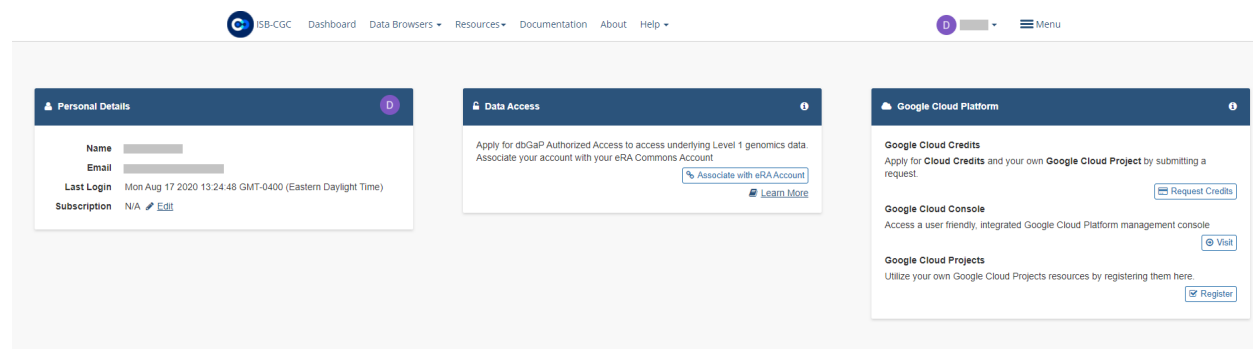 ISB-CGC Dashboard Data Browsers Resources Documentation About Help D Menu
Personal Details D
Name
Email
Last Login Mon Aug 17 2020 13:24:48 GMT-0400 (Eastern Daylight Time)
Subscription N/A Edit
Data Access
Apply for dbGaP Authorized Access to access underlying Level 1 genomics data.
Associate your account with your eRA Commons Account
Associate with eRA Account
Learn More
Google Cloud Platform
Google Cloud Credits
Apply for Cloud Credits and your own Google Cloud Project by submitting a
request.
Request Credits
Google Cloud Console
Access a user friendly, integrated Google Cloud Platform management console
Visit
Google Cloud Projects
Utilize your own Google Cloud Projects resources by registering them here.
Register